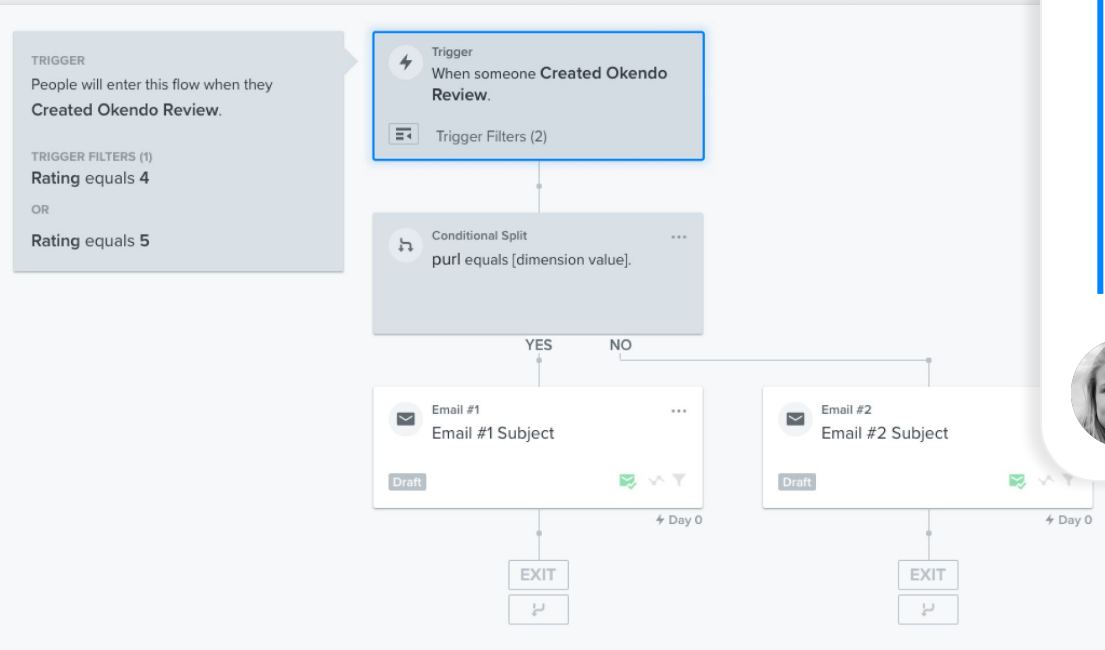 TRIGGER
People will enter this flow when they
Created Okendo Review.
TRIGGER FILTERS (1)
Rating equals 4
OR
Rating equals 5
Trigger
When someone Created Okendo
Review.
Trigger Filters (2)
Conditional Split
purl equals [dimension value].
YES
NO
Email #1
Email #1 Subject
Draft
Day 0
EXIT
Email #2
Email #2 Subject
Draft
Day 0
EXIT